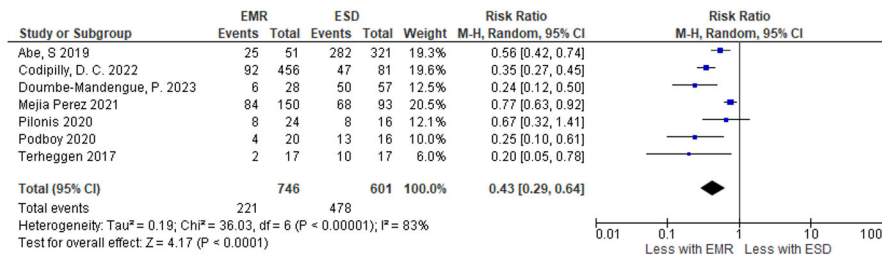 EMR ESD Risk Ratio Risk Ratio
Study or Subgroup Events Total Events Total Weight M-H, Random, 95% CI M-H, Random, 95% CI
Abe, S 2019 25 51 282 321 19.3% 0.56 [0.42, 0.74]
Codipilly, D. C. 2022 92 456 47 81 19.6% 0.35 [0.27, 0.45]
Doumbe-Mandengue, P. 2023 6 28 50 57 12.5% 0.24 [0.12, 0.50]
Mejia Perez 2021 84 150 68 93 20.5% 0.77 [0.63, 0.92]
Pilonis 2020 8 24 8 16 12.1% 0.67 [0.32, 1.41]
Podboy 2020 4 20 13 16 10.0% 0.25 [0.10, 0.61]
Terheggen 2017 2 17 10 17 6.0% 0.20 [0.05, 0.78]
Total (95% CI) 746 601 100.0% 0.43 [0.29, 0.64]
Total events 221 478
Heterogeneity: Tau² = 0.19; Chi² = 36.03, df = 6 (P < 0.00001); I² = 83%
Test for overall effect: Z = 4.17 (P < 0.0001)
0.01 0.1 1 10 100
Less with EMR Less with ESD